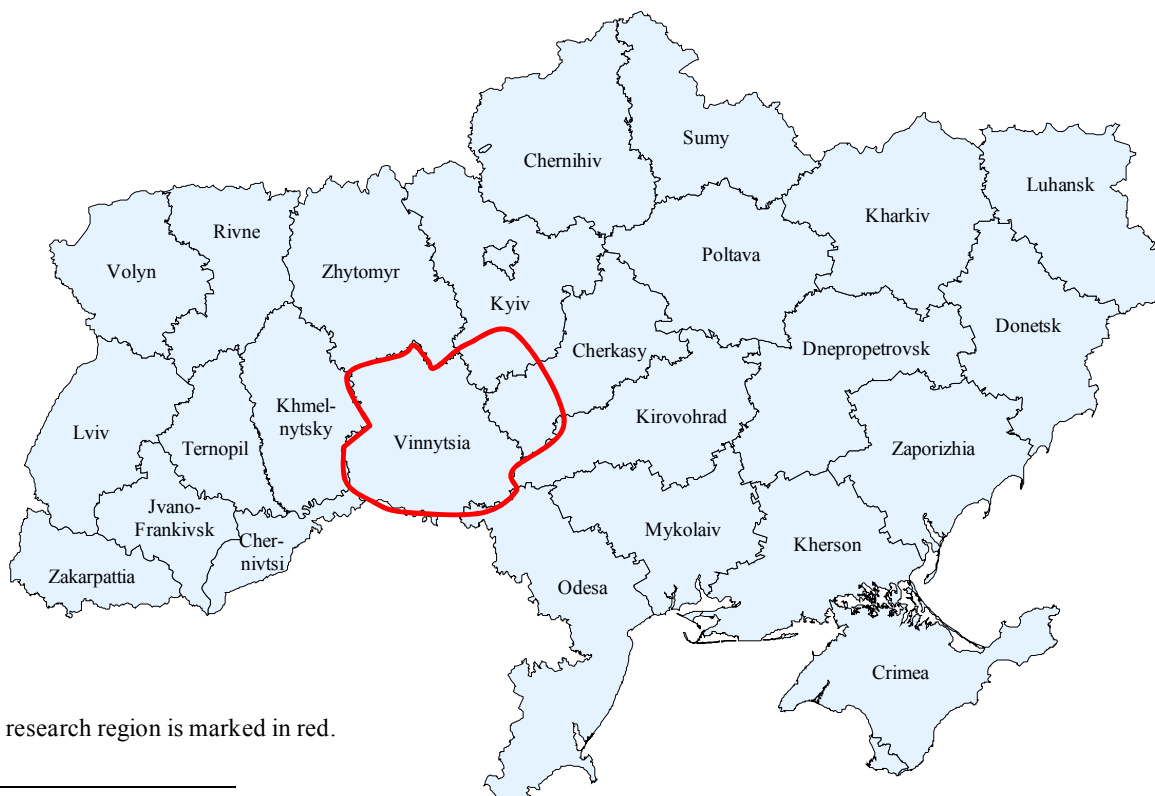 Sumy
Chernihiv
Luhansk
Kharkiv
Rivne
Poltava
Volyn
Zhytomyr
Kyiv
Donetsk
Cherkasy
Dnepropetrovsk
Khmel-
nytsky
Kirovohrad
Lviv
Vinnytsia
Ternopil
Zaporizhia
Jvano-
Frankivsk
Mykolaiv
Cher-
nivtsi
Kherson
Zakarpattia
Odesa
Crimea
research region is marked in red.